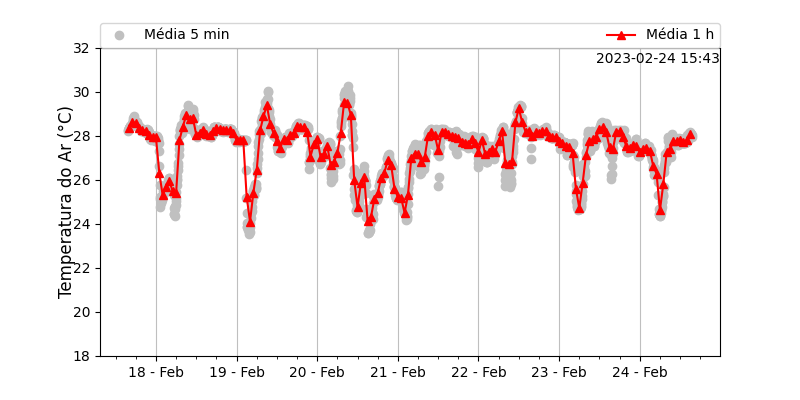 Média 5 min
Média 1 h
2023-02-24 15:43
Temperatura do Ar (°C)
32
30
28
26
24
22
20
18
18 - Feb
19 - Feb
20 - Feb
21 - Feb
22 - Feb
23 - Feb
24 - Feb